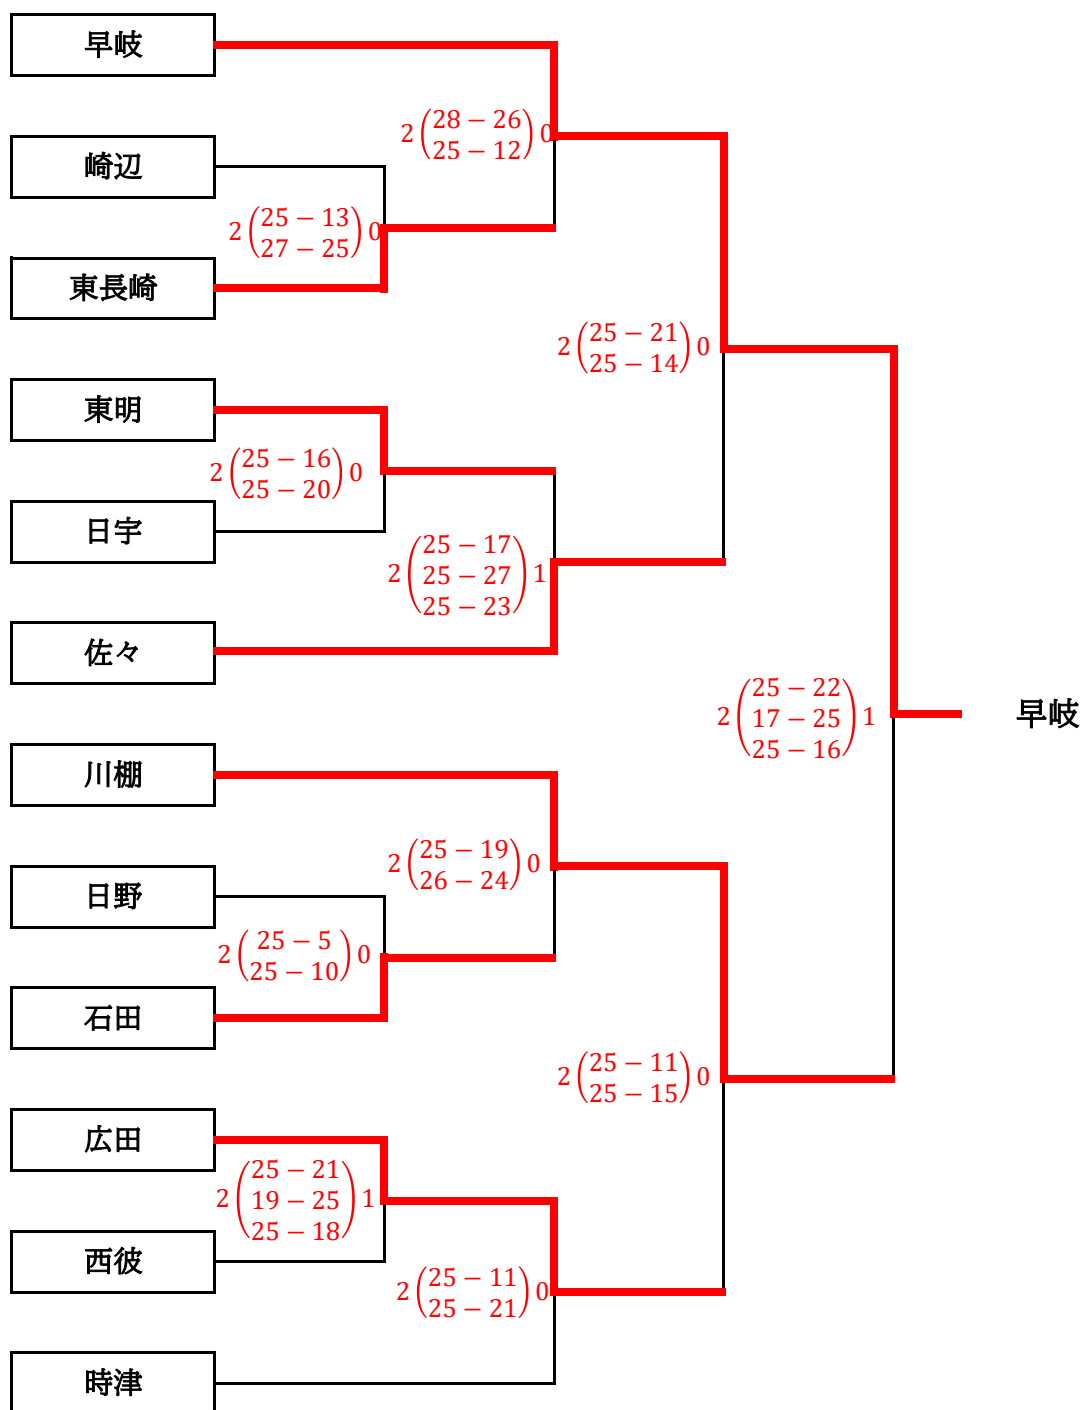 早岐
2(28 − 26
25 − 12)0
崎辺
2(25 − 13
27 − 25)0
東長崎
2(25 − 21
25 − 14)0
東明
2(25 − 16
25 − 20)0
日宇
2(25 − 17
25 − 27
25 − 23)1
佐々
2(25 − 22
17 − 25
25 − 16)1
早岐
川棚
2(25 − 19
26 − 24)0
日野
2(25 − 5
25 − 10)0
石田
2(25 − 11
25 − 15)0
広田
2(25 − 21
19 − 25
25 − 18)1
西彼
2(25 − 11
25 − 21)0
時津